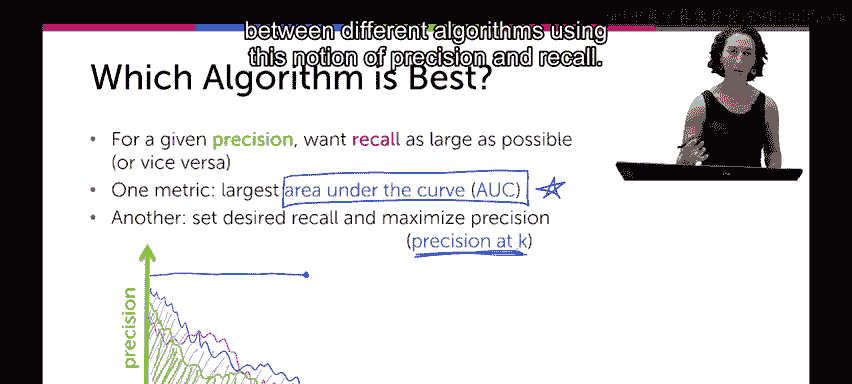 between different algorithms using
this notion of precision and recall.
Which Algorithm is Best?
• For a given precision, want recall as large as possible
(or vice versa)
• One metric: largest area under the curve (AUC)
• Another: set desired recall and maximize precision
(precision at k)
precision